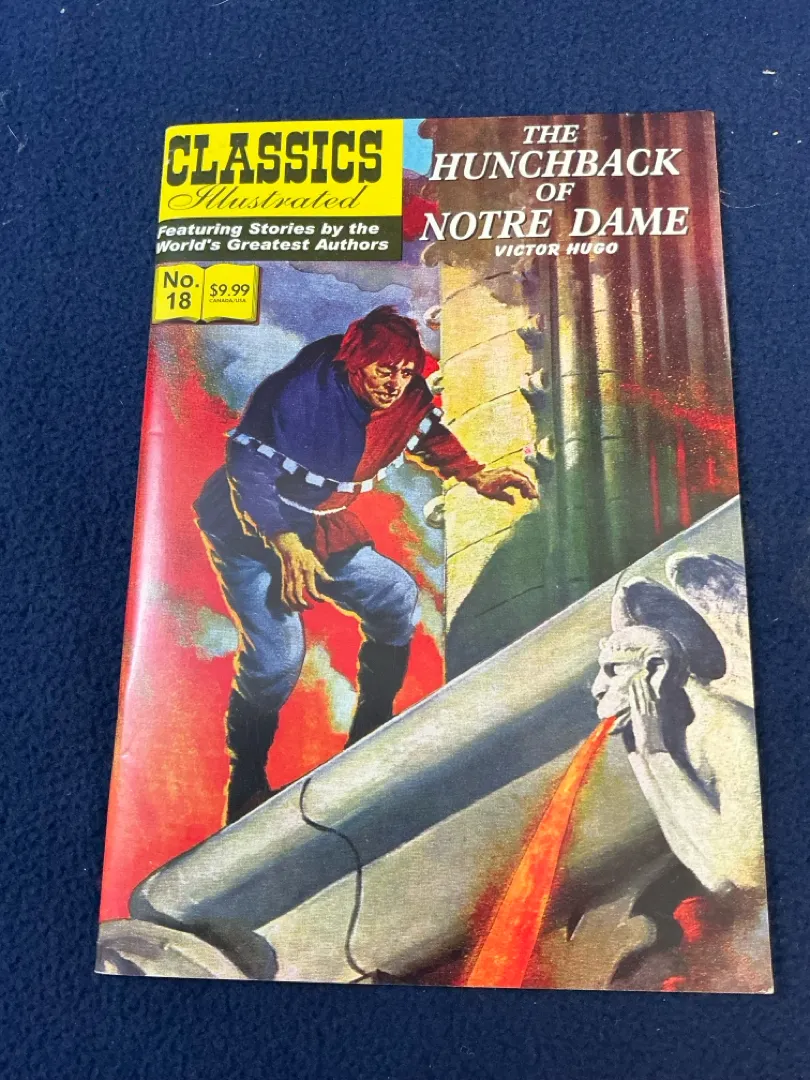 CLASSICS
Illustrated
Featuring Stories by the
World's Greatest Authors
No.
18
$9.99
CANADA/USA
THE
HUNCHBACK
OF
NOTRE DAME
VICTOR HUGO